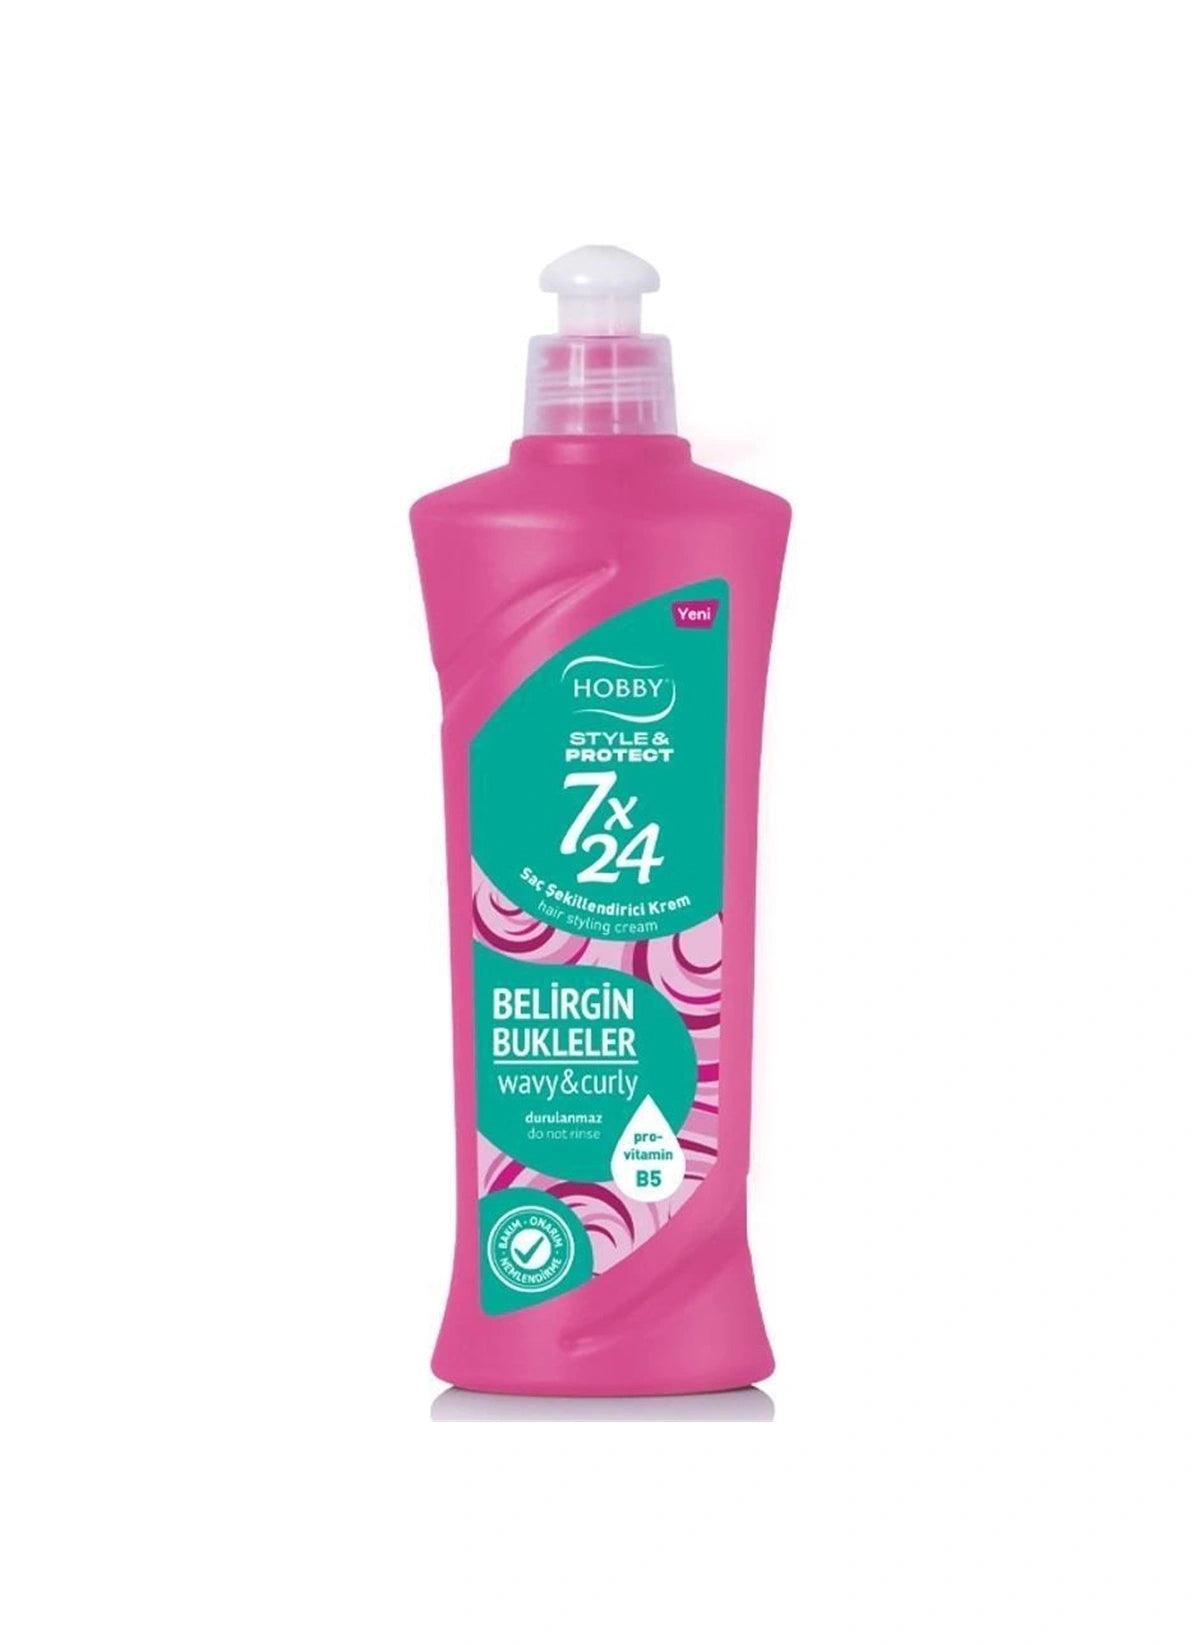 Yeni
HOBBY
STYLE &
PROTECT
7x24
Saç Şekillendirici Krem
hair styling cream
BELİRGİN
BUKLELER
wavy&curly
durulanmaz
do not rinse
pro-
vitamin
B5
BAKIM - ONARIM
- NEMLENDİRME -